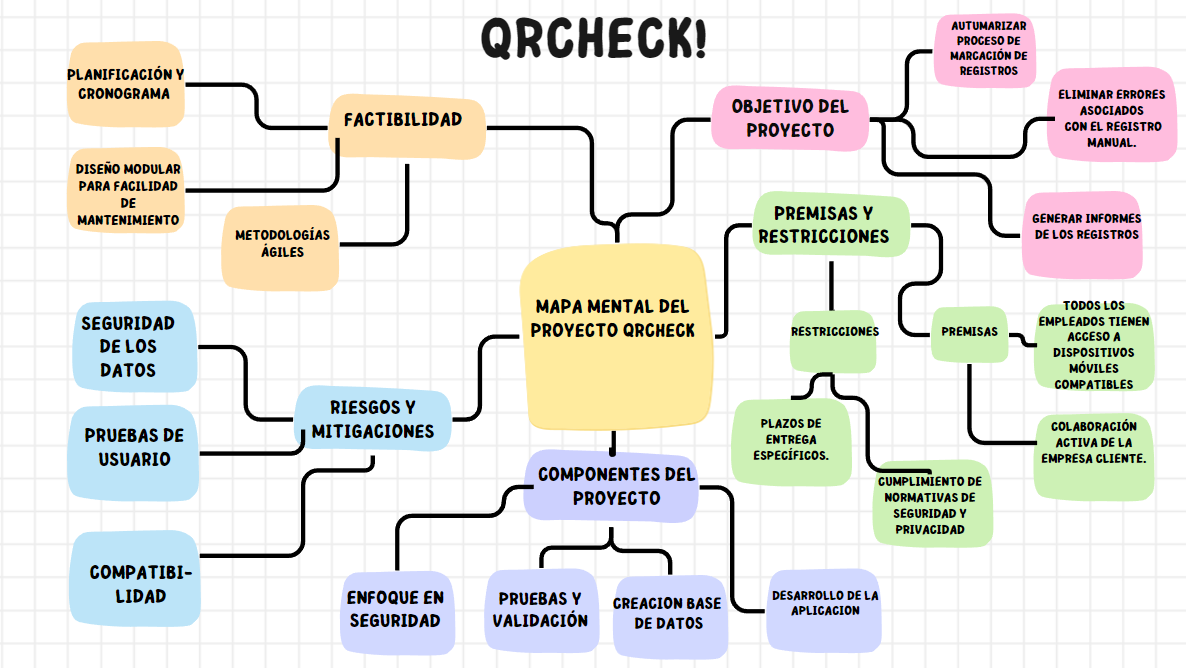 QRCHECK!
AUTUMARIZAR
PROCESO DE
MARCACIÓN DE
REGISTROS
PLANIFICACIÓN Y
CRONOGRAMA
FACTIBILIDAD
OBJETIVO DEL
PROYECTO
ELIMINAR ERRORES
ASOCIADOS
CON EL REGISTRO
MANUAL.
DISEÑO MODULAR
PARA FACILIDAD
DE
MANTENIMIENTO
METODOLOGÍAS
ÁGILES
PREMISAS Y
RESTRICCIONES
GENERAR INFORMES
DE LOS REGISTROS
MAPA MENTAL DEL
PROYECTO QRCHECK
SEGURIDAD
DE LOS
DATOS
RESTRICCIONES
PREMISAS
TODOS LOS
EMPLEADOS TIENEN
ACCESO A
DISPOSITIVOS
MÓVILES
COMPATIBLES
RIESGOS Y
MITIGACIONES
PRUEBAS DE
USUARIO
PLAZOS DE
ENTREGA
ESPECÍFICOS.
COLABORACIÓN
ACTIVA DE LA
EMPRESA CLIENTE.
COMPONENTES DEL
PROYECTO
CUMPLIMIENTO DE
NORMATIVAS DE
SEGURIDAD Y
PRIVACIDAD
COMPATIBI-
LIDAD
ENFOQUE EN
SEGURIDAD
PRUEBAS Y
VALIDACIÓN
CREACION BASE
DE DATOS
DESARROLLO DE LA
APLICACION